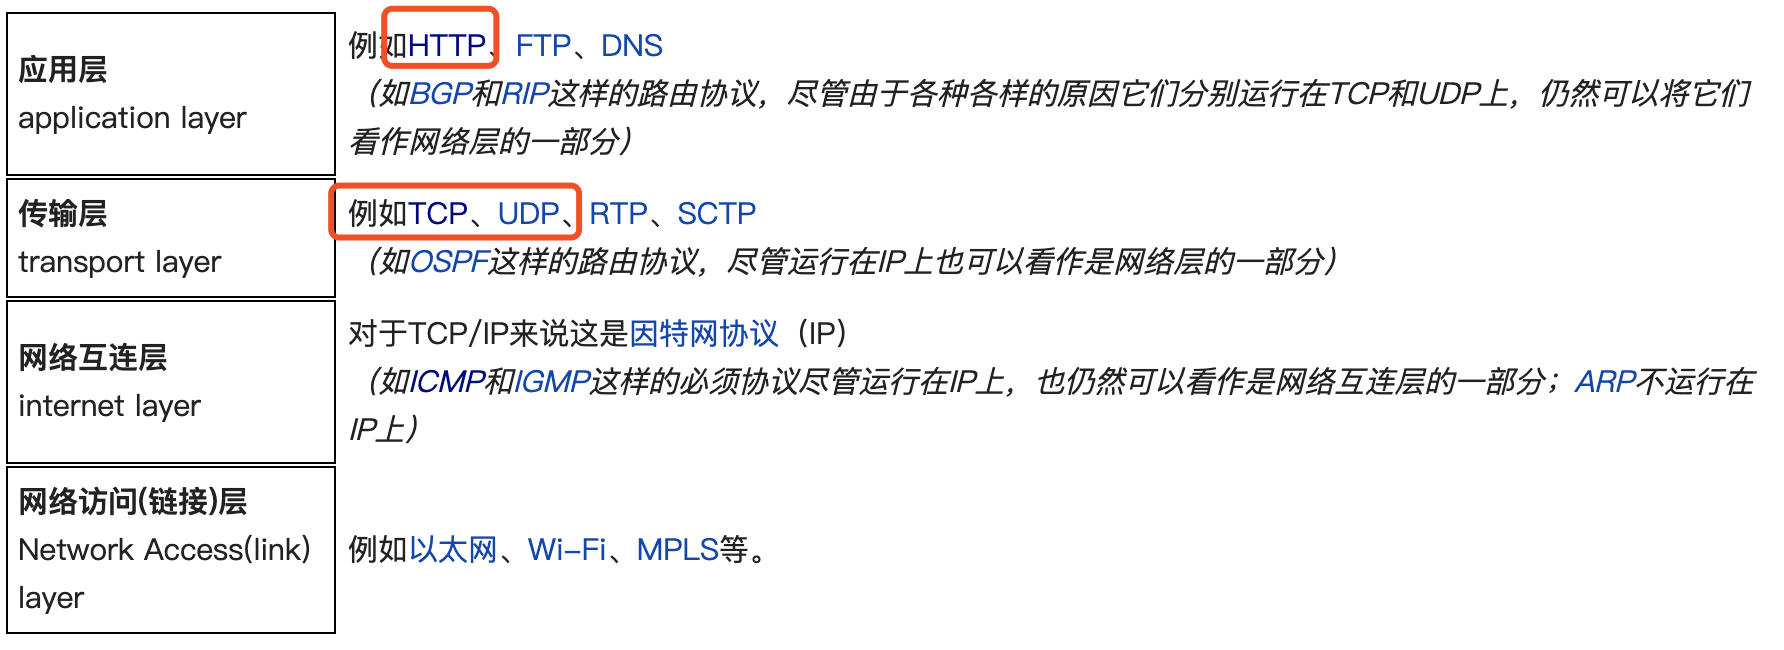 应用层
application layer
例如HTTP、FTP、DNS
（如BGP和RIP这样的路由协议，尽管由于各种各样的原因它们分别运行在TCP和UDP上，仍然可以将它们
看作网络层的一部分）
传输层
transport layer
例如TCP、UDP、RTP、SCTP
（如OSPF这样的路由协议，尽管运行在IP上也可以看作是网络层的一部分）
网络互连层
internet layer
对于TCP/IP来说这是因特网协议（IP）
（如ICMP和IGMP这样的必须协议尽管运行在IP上，也仍然可以看作是网络互连层的一部分；ARP不运行在
IP上）
网络访问(链接)层
Network Access(link)
layer
例如以太网、Wi-Fi、MPLS等。